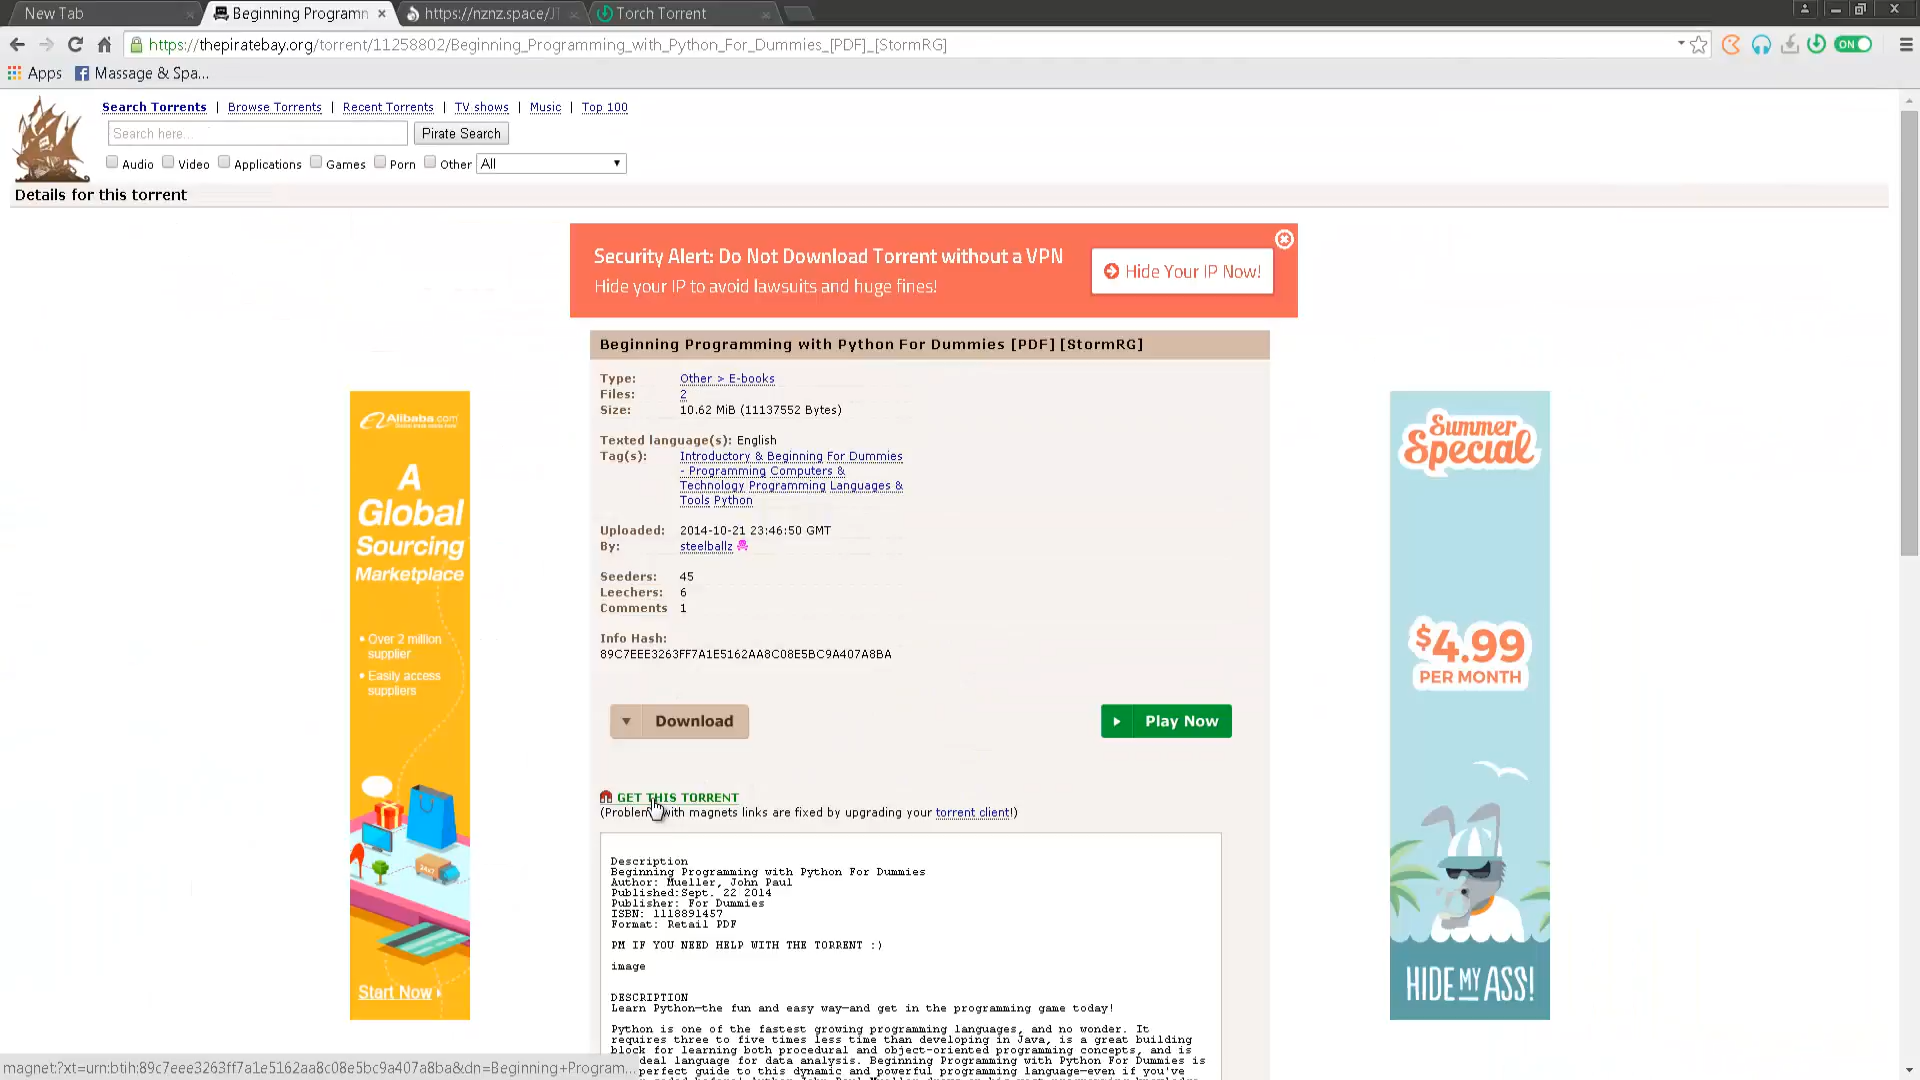 New Tab
Beginning Programm
https://nznz.space/JT
Torch Torrent
https://thepiratebay.org/torrent/11258802/Beginning_Programming_with_Python_For_Dummies_[PDF]_[StormRG]
ON
Apps
Massage & Spa...
Search Torrents | Browse Torrents | Recent Torrents | TV shows | Music | Top 100
Search here...
Pirate Search
Audio Video Applications Games Porn Other All
Details for this torrent
Security Alert: Do Not Download Torrent without a VPN
Hide your IP to avoid lawsuits and huge fines!
Hide Your IP Now!
Beginning Programming with Python For Dummies [PDF] [StormRG]
Type: Other > E-books
Files: 2
Size: 10.62 MiB (11137552 Bytes)
Texted language(s): English
Tag(s): Introductory & Beginning For Dummies
- Programming Computers &
Technology Programming Languages &
Tools Python
Uploaded: 2014-10-21 23:46:50 GMT
By: steelballz
Seeders: 45
Leechers: 6
Comments 1
Info Hash:
89C7EEE3263FF7A1E5162AA8C08E5BC9A407A8BA
Download
Play Now
GET THIS TORRENT
(Problem with magnets links are fixed by upgrading your torrent client!)
Description
Beginning Programming with Python For Dummies
Author: Mueller, John Paul
Published:Sept. 22 2014
Publisher: For Dummies
ISBN: 1118891457
Format: Retail PDF
PM IF YOU NEED HELP WITH THE TORRENT :)
image
DESCRIPTION
Learn Python—the fun and easy way—and get in the programming game today!
Python is one of the fastest growing programming languages, and no wonder. It
requires three to five times less time than developing in Java, is a great building
block for learning both procedural and object-oriented programming concepts, and is
deal language for data analysis. Beginning Programming with Python For Dummies is
perfect guide to this dynamic and powerful programming language—even if you've
magnet:?xt=urn:btih:89c7eee3263ff7a1e5162aa8c08e5bc9a407a8ba&dn=Beginning+Program...
Alibaba.com
A
Global
Sourcing
Marketplace
• Over 2 million
supplier
• Easily access
suppliers
Start Now
Summer
Special
$4.99
PER MONTH
HIDE MY ASS!